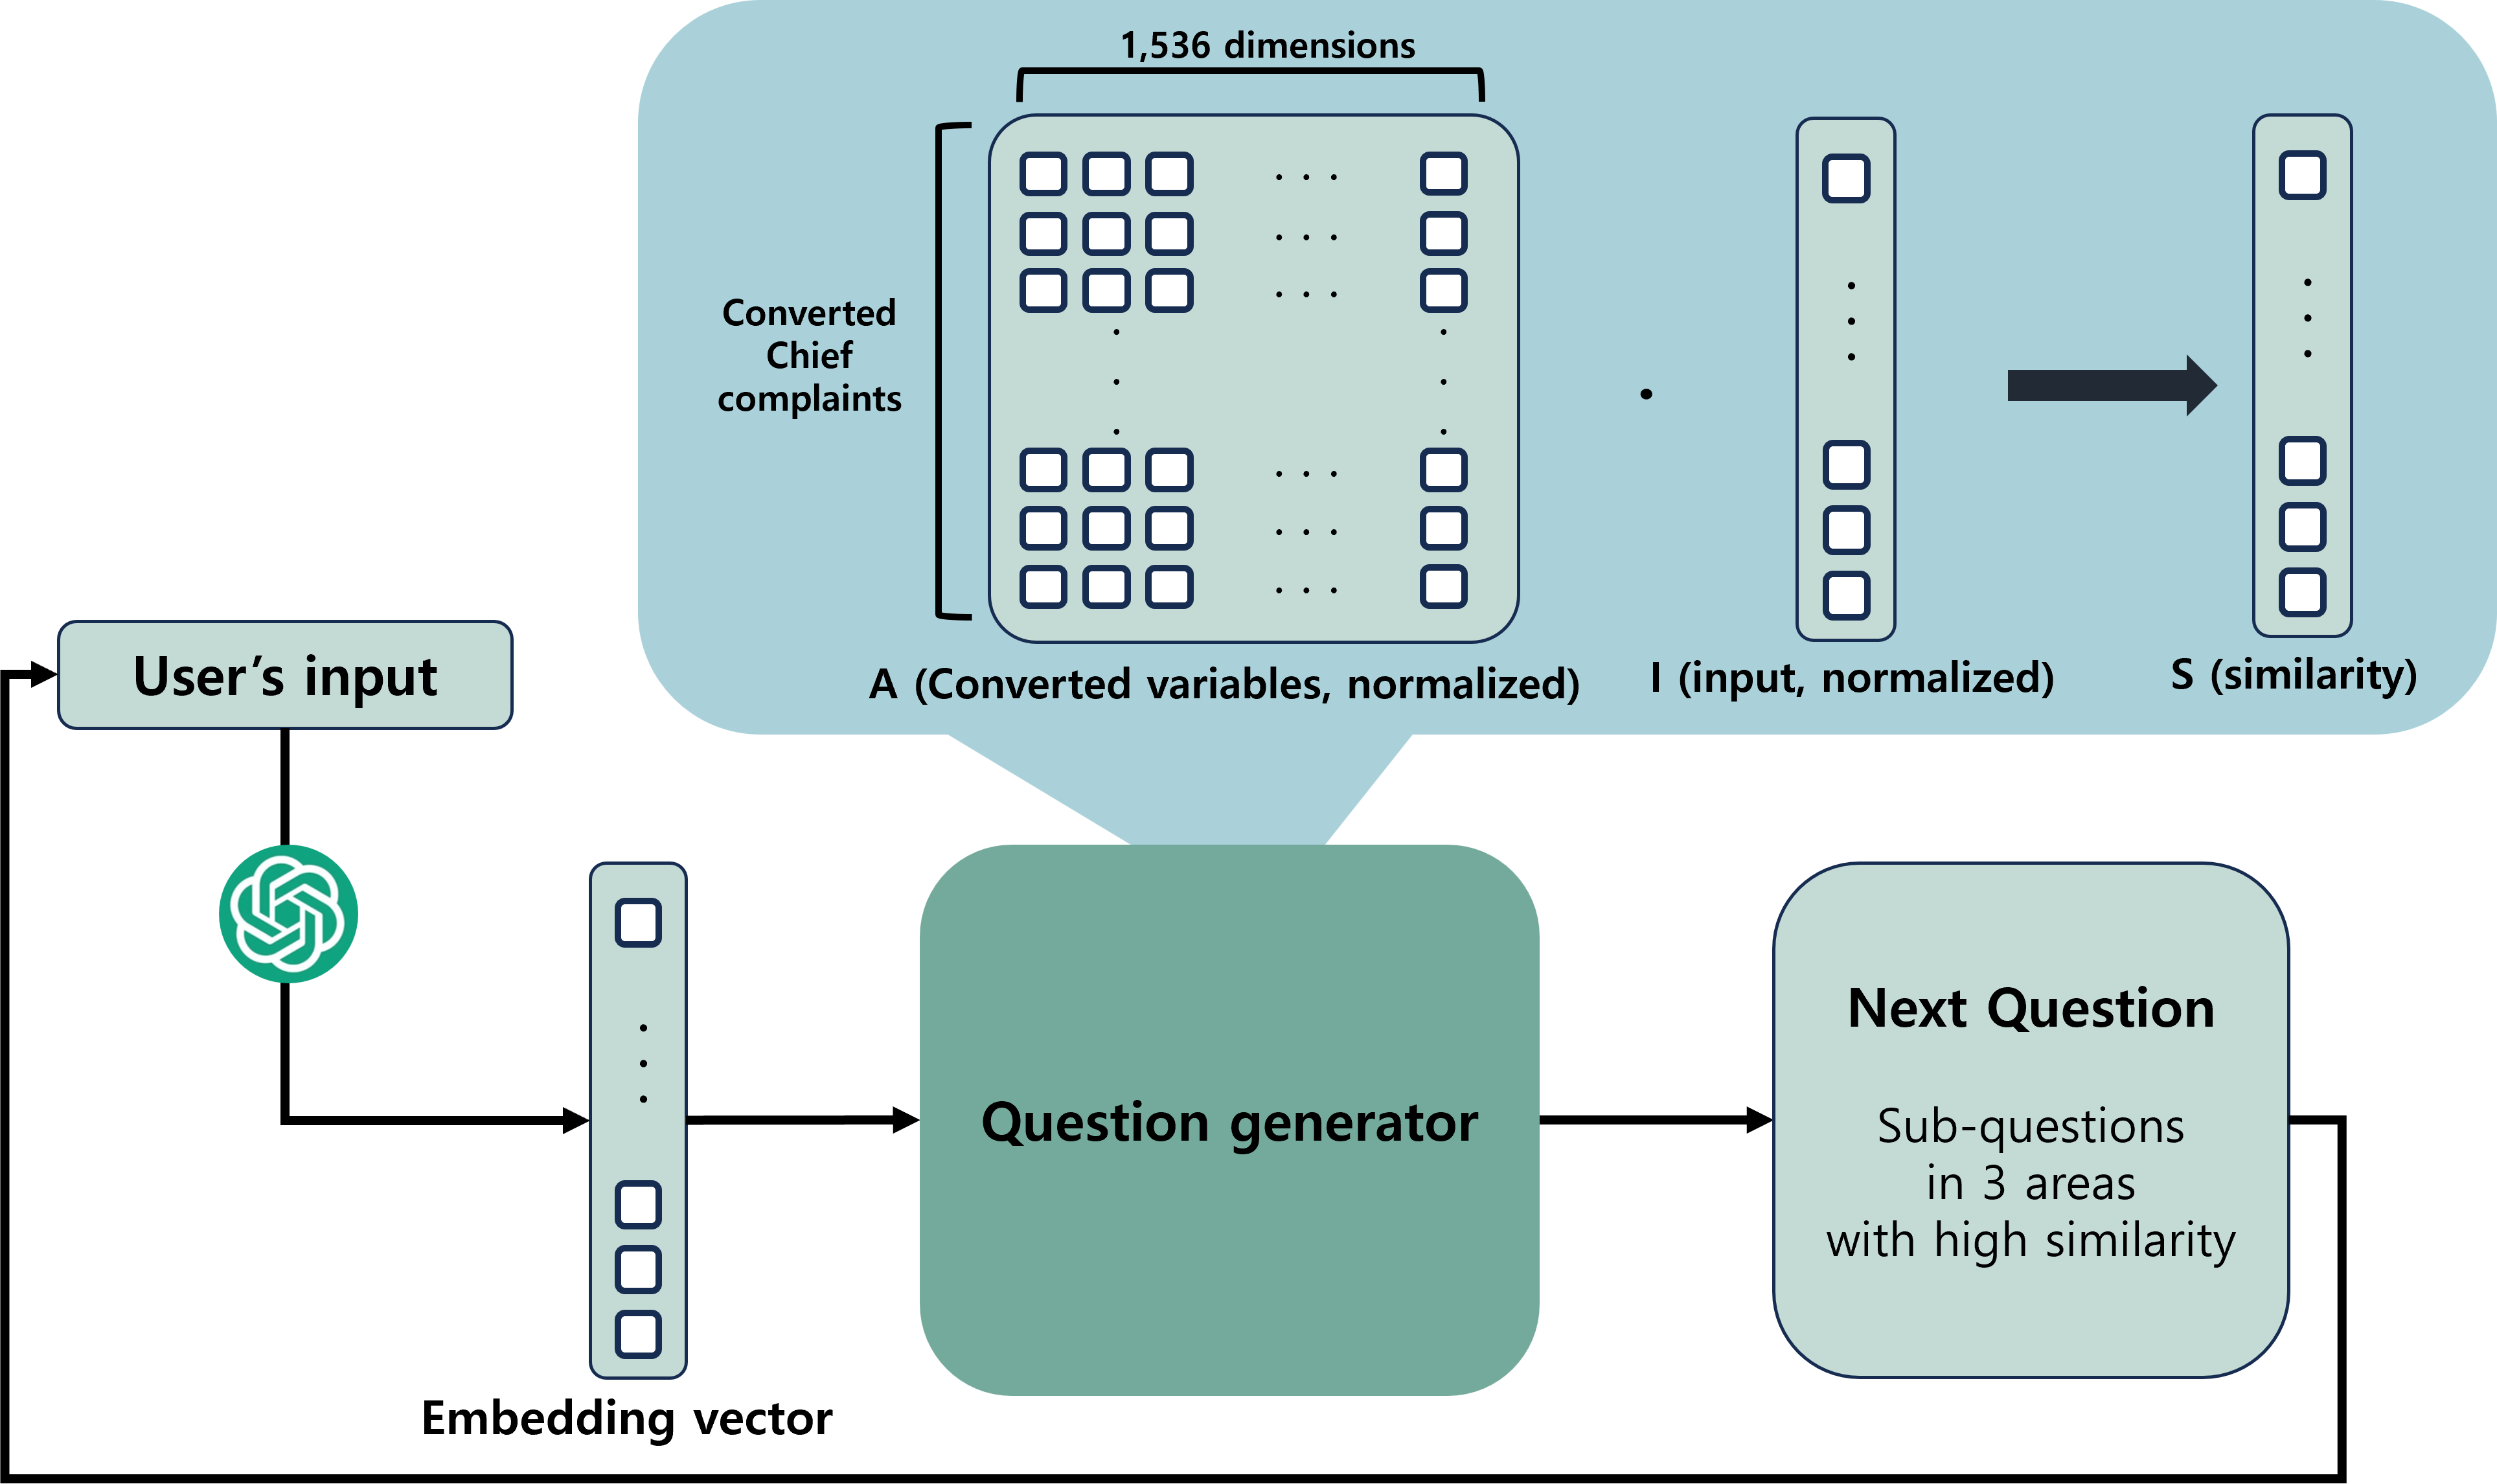 1,536 dimensions
Converted
Chief
complaints
A (Converted variables, normalized)
I (input, normalized)
S (similarity)
User’s input
Embedding vector
Question generator
Next Question
Sub-questions
in 3 areas
with high similarity